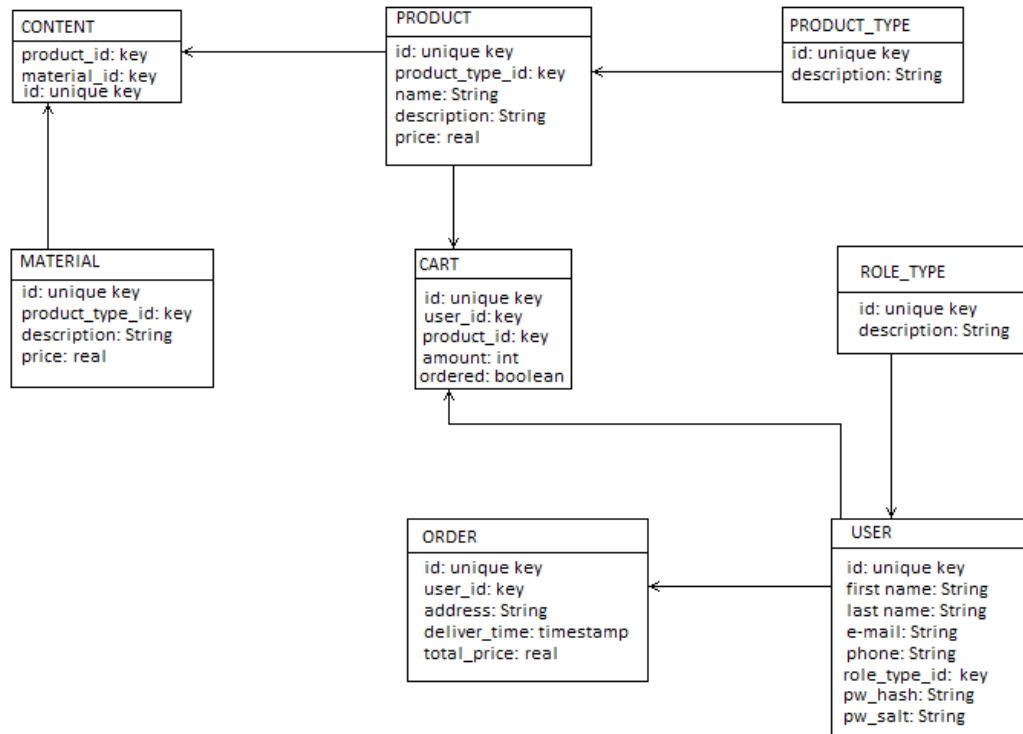 CONTENT
product_id: key
material_id: key
id: unique key
PRODUCT
id: unique key
product_type_id: key
name: String
description: String
price: real
PRODUCT_TYPE
id: unique key
description: String
MATERIAL
id: unique key
product_type_id: key
description: String
price: real
CART
id: unique key
user_id: key
product_id: key
amount: int
ordered: boolean
ROLE_TYPE
id: unique key
description: String
ORDER
id: unique key
user_id: key
address: String
deliver_time: timestamp
total_price: real
USER
id: unique key
first name: String
last name: String
e-mail: String
phone: String
role_type_id: key
pw_hash: String
pw_salt: String